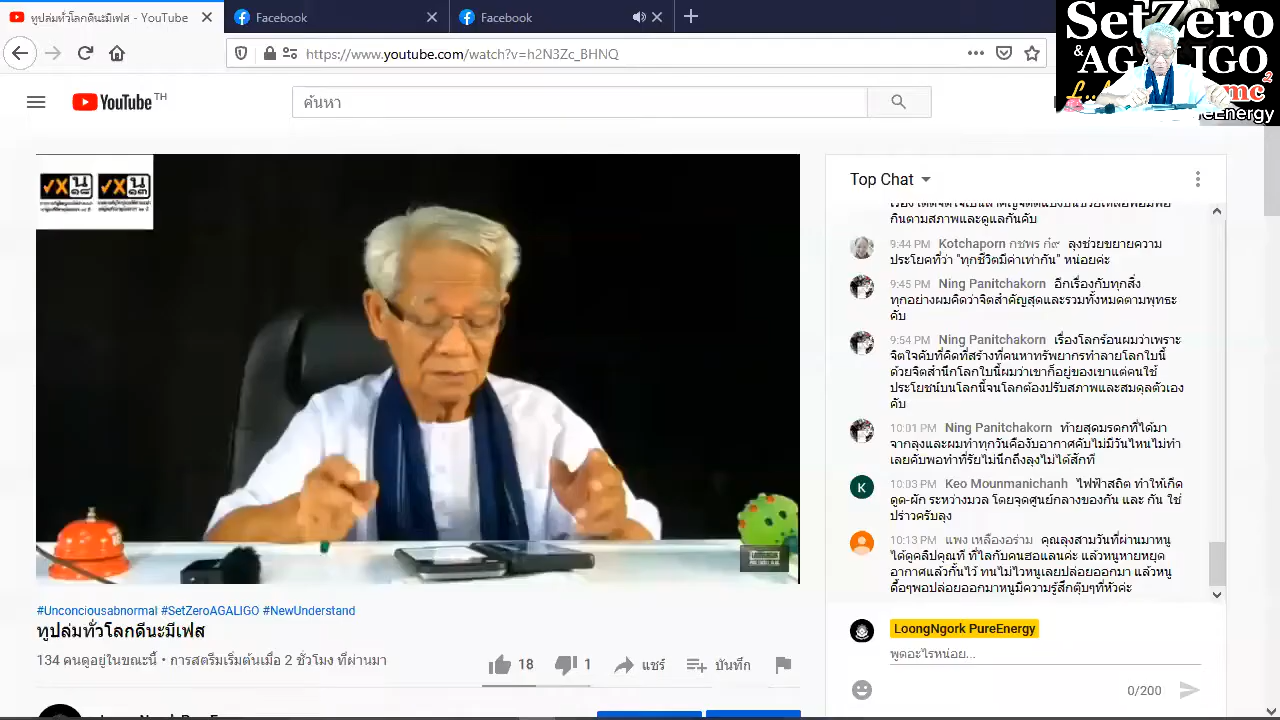 ทูปล่มทั่วโลกดีนะมีเฟส - YouTube
Facebook
Facebook
https://www.youtube.com/watch?v=h2N3Zc_BHNQ
SetZero
&
AGALIGO
mc²
YouTube TH
ค้นหา
Top Chat
กันตามสภาพและดูแลกันคับ
9:44 PM Kotchaporn กชพร ก๋๙ ลุงช่วยขยายความ
ประโยคที่ว่า "ทุกชีวิตมีค่าเท่ากัน" หน่อยค่ะ
9:45 PM Ning Panitchakorn อีกเรื่องกับทุกสิ่ง
ทุกอย่างผมคิดว่าจิตสำคัญสุดและรวมทั้งหมดตามพุทธะ
คับ
9:54 PM Ning Panitchakorn เรื่องโลกร้อนผมว่าเพราะ
จิตใจคับที่คิดที่สร้างที่คนหาทรัพยากรทำลายโลกใบนี้
ด้วยจิตสำนึกโลกใบนี้ผมว่าเขาก็อยู่ของเขาแต่คนใช้
ประโยชน์บนโลกนี้จนโลกต้องปรับสภาพและสมดุลตัวเอง
คับ
10:01 PM Ning Panitchakorn ท้ายสุดมรดกที่ได้มา
จากลุงและผมทำทุกวันคืองับอากาศคับไม่มีวันไหนไม่ทำ
เลยคับพอทำที่รัยไม่นึกถึงลุงไม่ได้สักที
10:03 PM Keo Mounmanichanh ไฟฟ้าสถิต ทำให้เกิด
ดูด-ผัก ระหว่างมวล โดยจุดศูนย์กลางของกัน และ กัน ใช่
ปร่าวครับลุง
10:13 PM แพง เหลืองอร่าม คุณลุงสามวันที่ผ่านมาหนู
ได้ดูคลิปคุณที ที่ไลกับคนฮอแลนค่ะ แล้วหนูหายหยุด
อากาศแล้วกั้นไว้ ทนไม่ไวหนูเลยปล่อยออกมา แล้วหนู
ดื้อๆพอปล่อยออกมาหนูมีความรู้สึกตุ๊บๆที่หัวค่ะ
#Unconciousabnormal #SetZeroAGALIGO #NewUnderstand
ทูปล่มทั่วโลกดีนะมีเฟส
134 คนดูอยู่ในขณะนี้ • การสตรีมเริ่มต้นเมื่อ 2 ชั่วโมง ที่ผ่านมา
18
1
แชร์
บันทึก
LoongNgork PureEnergy
พูดอะไรหน่อย...
0/200